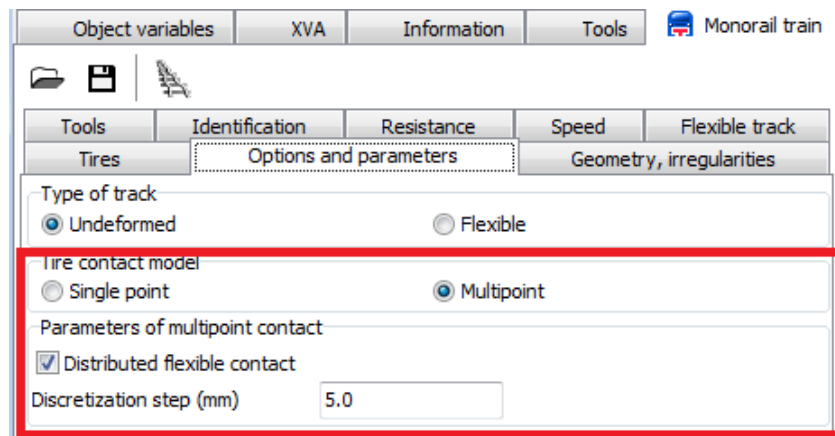 Object variables XVA Information Tools Monorail train
Tools Identification Resistance Speed Flexible track
Tires Options and parameters Geometry, irregularities
Type of track
Undeformed Flexible
Tire contact model
Single point Multipoint
Parameters of multipoint contact
Distributed flexible contact
Discretization step (mm) 5.0